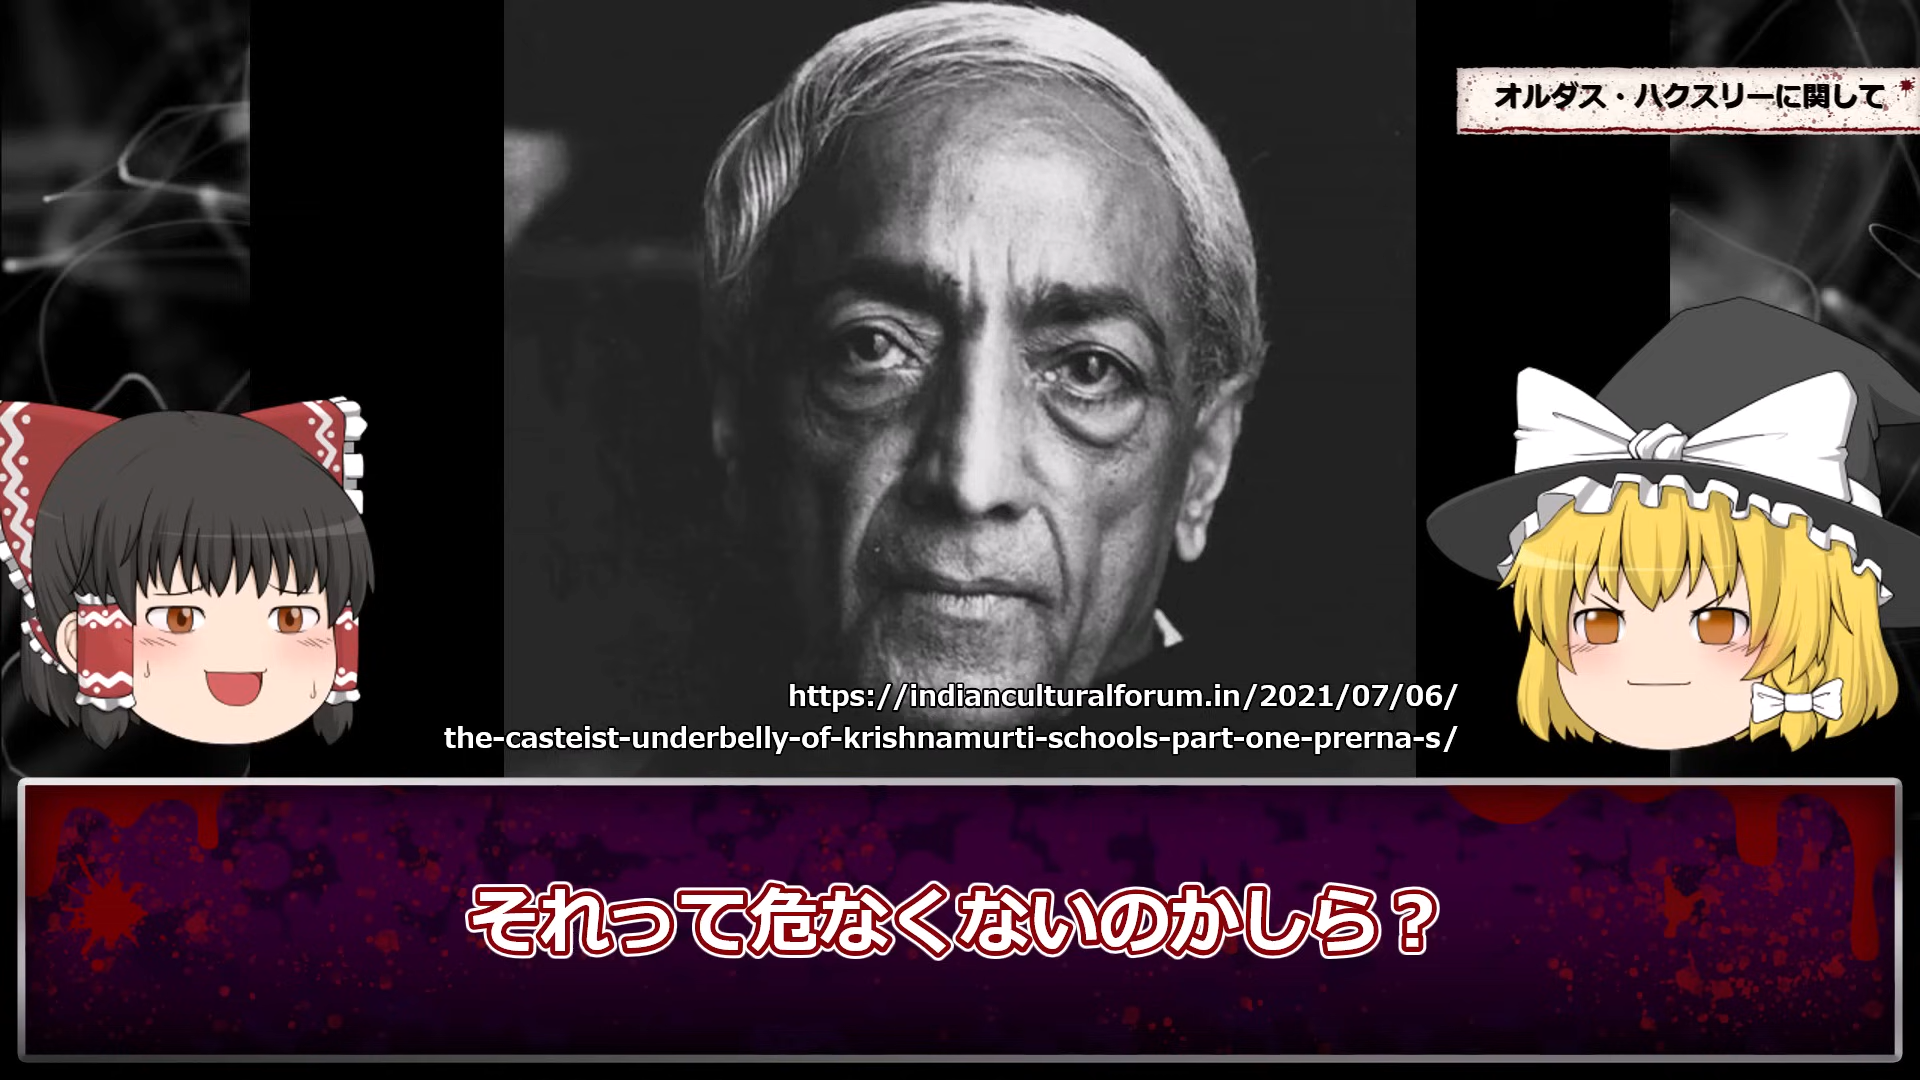 オルダス・ハクスリーに関して
https://indianculturalforum.in/2021/07/06/
the-casteist-underbelly-of-krishnamurti-schools-part-one-prerna-s/
それって危なくないのかしら？